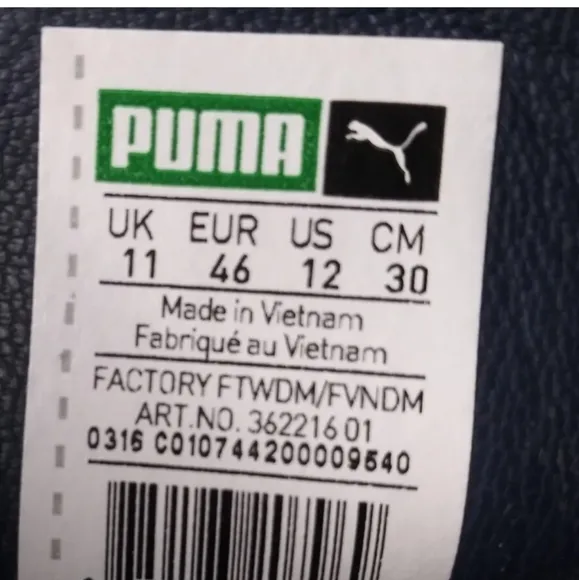 PUMA
UK EUR US CM
11 46 12 30
Made in Vietnam
Fabriqué au Vietnam
FACTORY FTWDM/FVNDM
ART.NO. 362216 01
0316 C0107442000009640